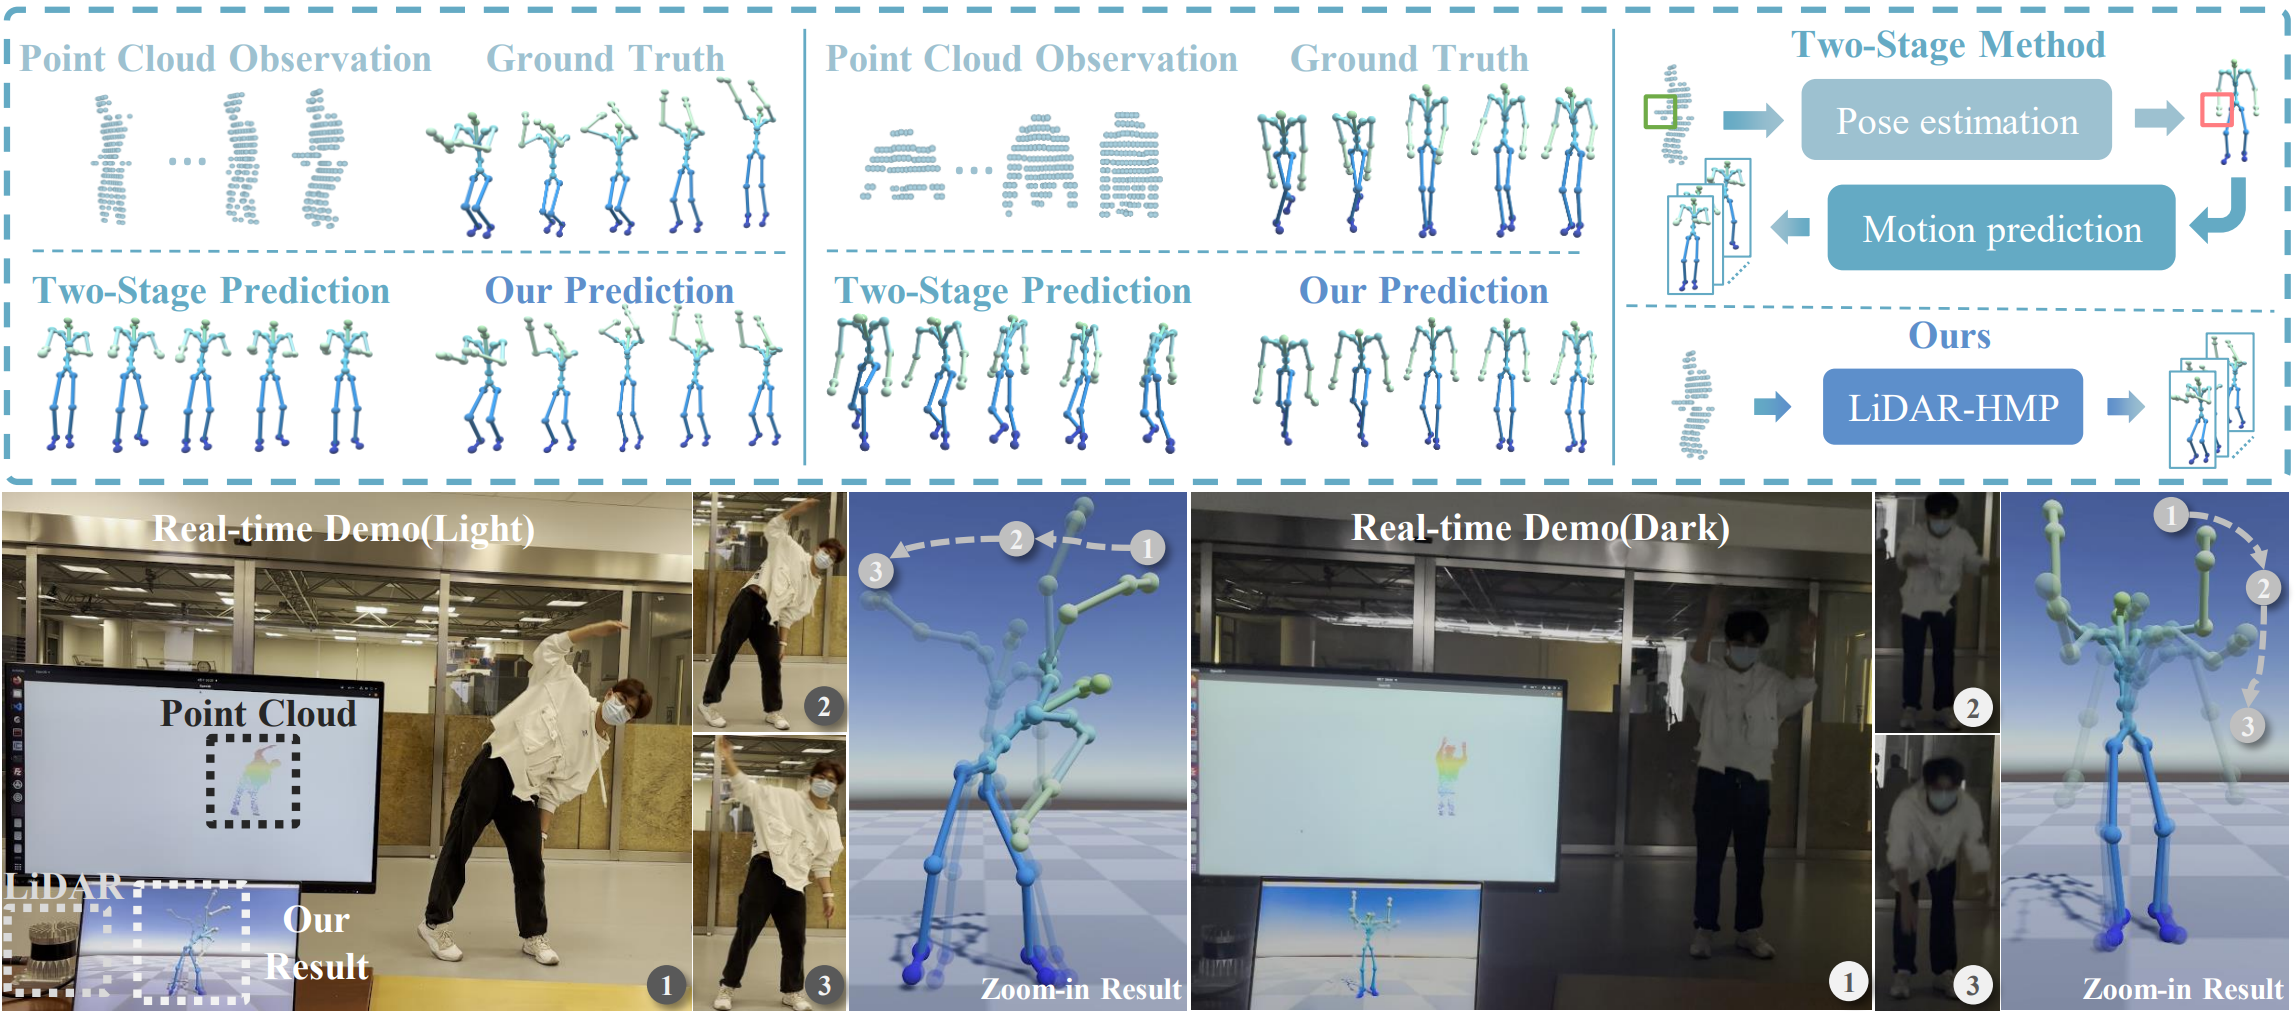 Point Cloud Observation
Ground Truth
Two-Stage Prediction
Our Prediction
Point Cloud Observation
Ground Truth
Two-Stage Prediction
Our Prediction
Two-Stage Method
Pose estimation
Motion prediction
Ours
LiDAR-HMP
Real-time Demo(Light)
Point Cloud
LiDAR
Our
Result
1
2
3
1
2
3
Zoom-in Result
Real-time Demo(Dark)
1
2
3
1
2
3
Zoom-in Result